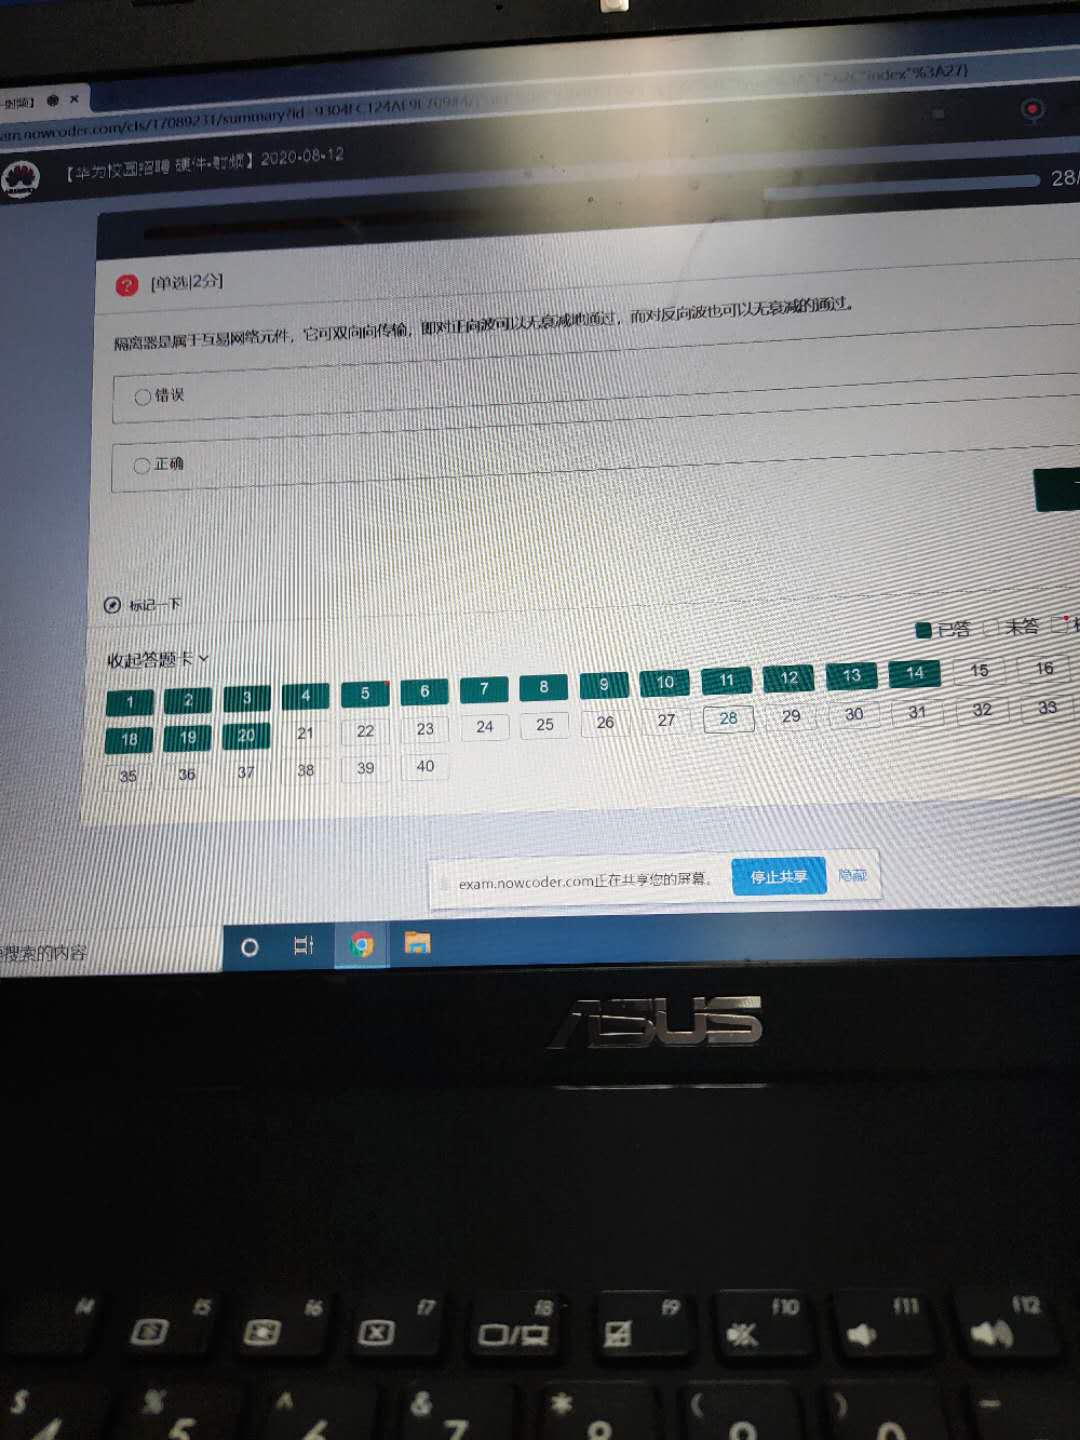 射频】
exam.nowcoder.com/cts/17089231/summary?id=9304FC124AF9E70984
index"%3A27}
【华为校园招聘 硬件-射频】2020-08-12
28/
? [单选|2分]
隔离器是属于互易网络元件，它可双向向传输，即对正向波可以无衰减地通过，而对反向波也可以无衰减的通过。
错误
正确
标记一下
已答 未答
收起答题卡
1 2 3 4 5 6 7 8 9 10 11 12 13 14 15 16
18 19 20 21 22 23 24 25 26 27 28 29 30 31 32 33
35 36 37 38 39 40
exam.nowcoder.com正在共享您的屏幕。 停止共享 隐藏
搜索的内容
ASUS
f4 f5 f6 f7 f8 f9 f10 f11 f12
$ % ^ & * ( ) -
4 5 6 7 8 9 0